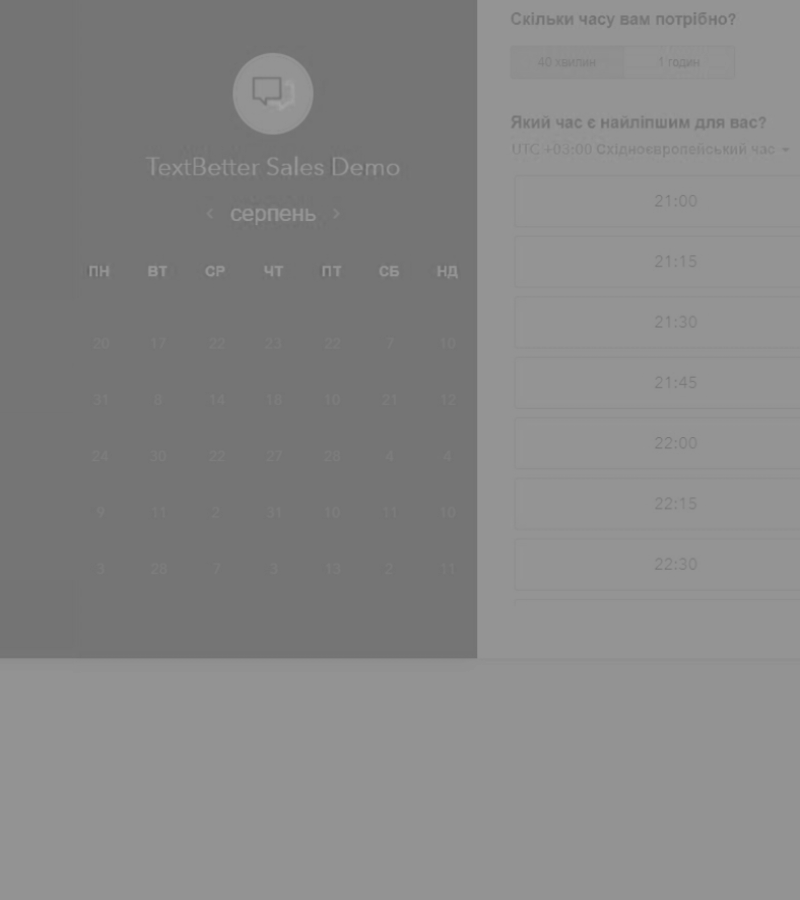 TextBetter Sales Demo
серпень
ПН ВТ СР ЧТ ПТ СБ НД
20 17 22 23 22 7 10
31 8 14 18 10 21 12
24 30 22 27 28 4 4
9 11 2 31 10 11 10
3 28 7 3 13 2 11
Скільки часу вам потрібно?
40 хвилин 1 годин
Який час є найліпшим для вас?
UTC +03:00 Східноєвропейський час
21:00
21:15
21:30
21:45
22:00
22:15
22:30